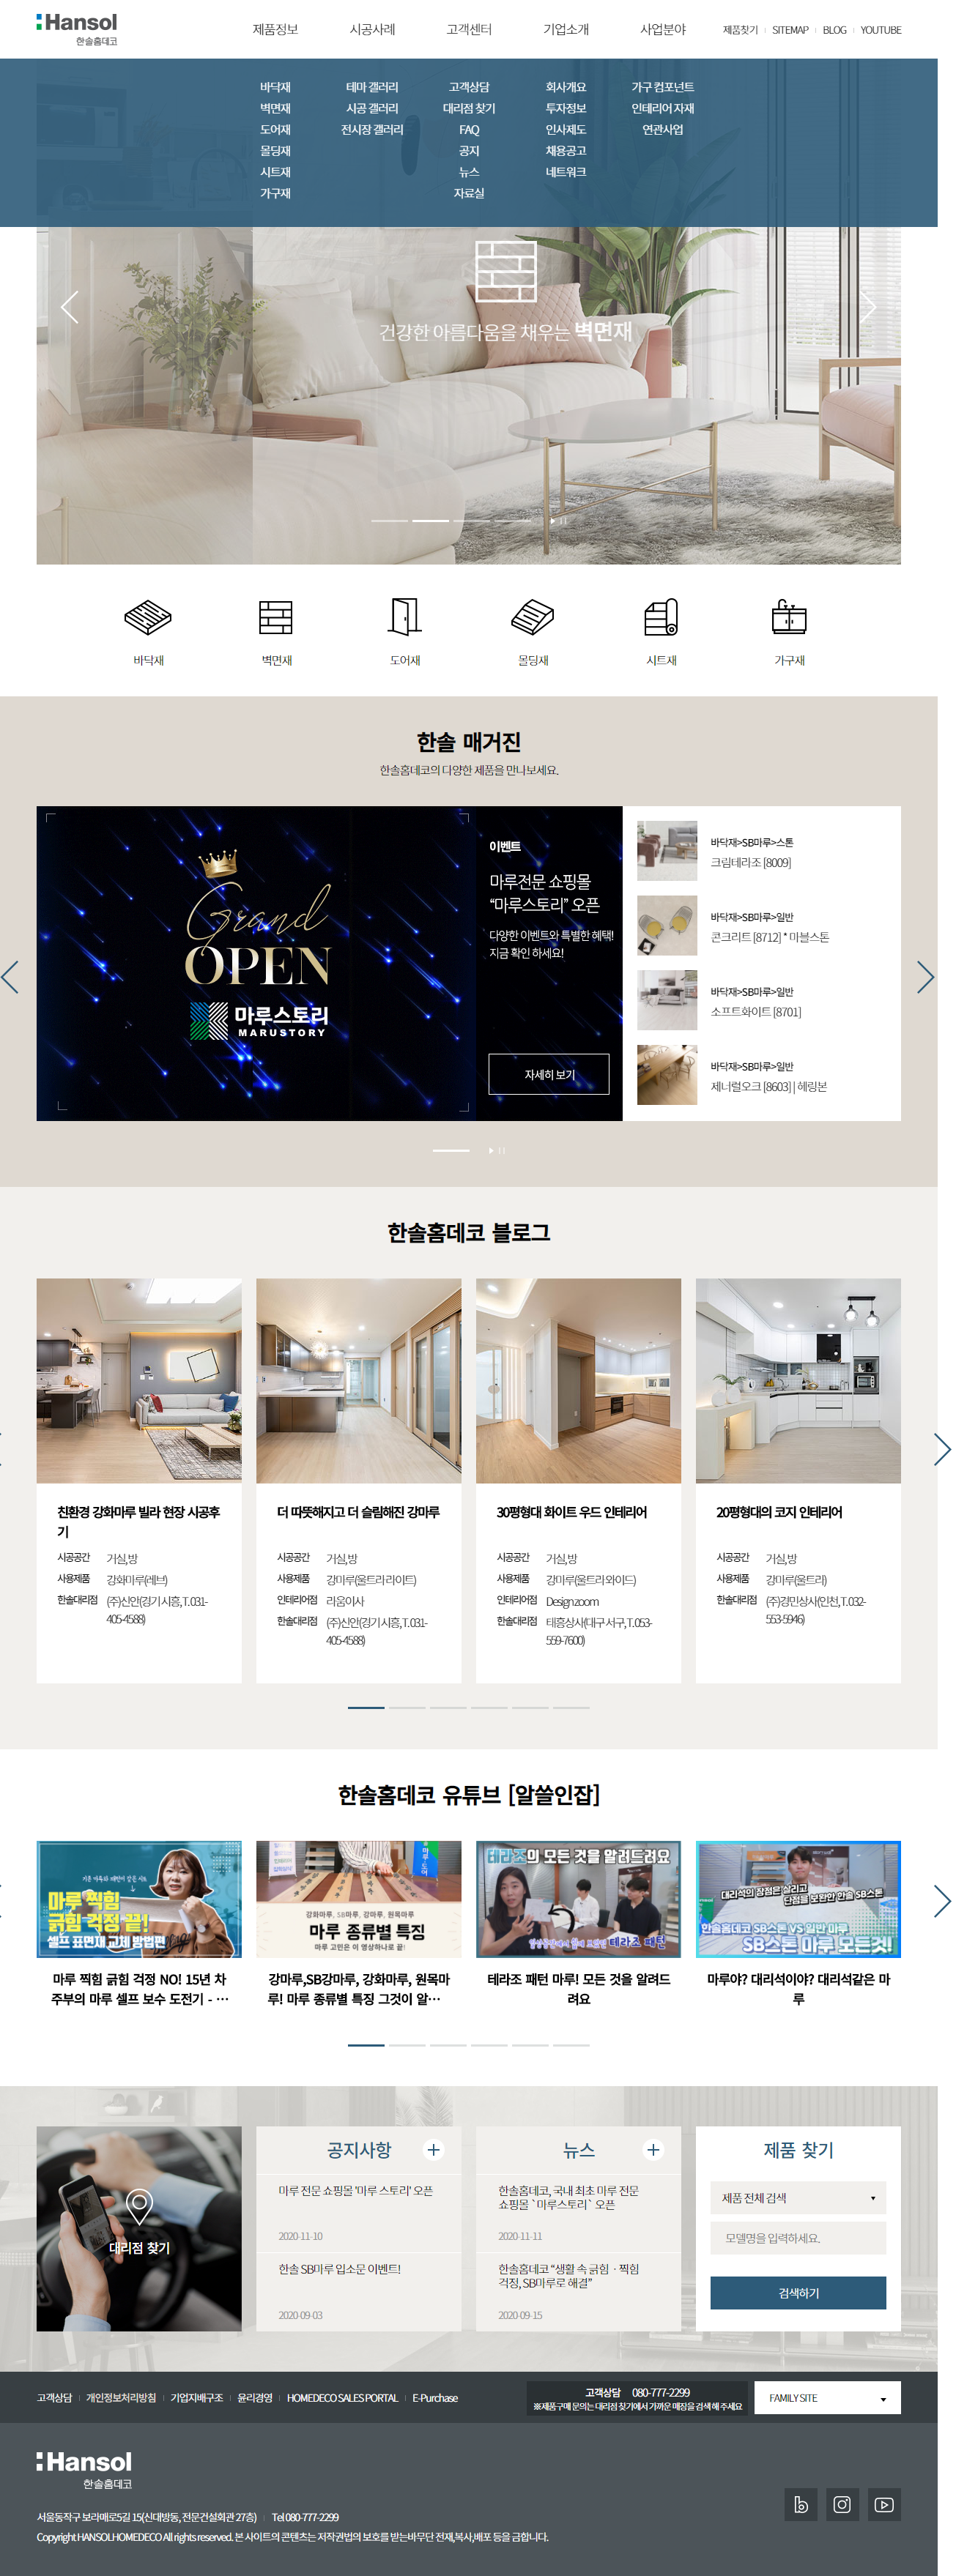 Hansol
한솔홈데코
제품정보 시공사례 고객센터 기업소개 사업분야
제품찾기 SITEMAP BLOG YOUTUBE
바닥재 테마 갤러리 고객상담 회사개요 가구 컴포넌트
벽면재 시공 갤러리 대리점 찾기 투자정보 인테리어 자재
도어재 전시장 갤러리 FAQ 인사제도 연관사업
몰딩재 공지 채용공고
시트재 뉴스 네트워크
가구재 자료실
건강한 아름다움을 채우는 벽면재
바닥재 벽면재 도어재 몰딩재 시트재 가구재
한솔 매거진
한솔홈데코의 다양한 제품을 만나보세요.
Grand
OPEN
마루스토리
MARUSTORY
이벤트
마루전문 쇼핑몰
“마루스토리” 오픈
다양한 이벤트와 특별한 혜택!
지금 확인 하세요!
자세히 보기
바닥재>SB마루>스톤
크림테라조 [8009]
바닥재>SB마루>일반
콘크리트 [8712] * 마블스톤
바닥재>SB마루>일반
소프트화이트 [8701]
바닥재>SB마루>일반
제너럴오크 [8603] | 헤링본
한솔홈데코 블로그
친환경 강화마루 빌라 현장 시공후
기
시공공간 거실,방
사용제품 강화마루(레브)
한솔대리점 (주)신안(경기 시흥, T. 031-
405-4588)
더 따뜻해지고 더 슬림해진 강마루
시공공간 거실,방
사용제품 강마루(울트라 라이트)
인테리어점 라움이사
한솔대리점 (주)신안(경기 시흥, T. 031-
405-4588)
30평형대 화이트 우드 인테리어
시공공간 거실,방
사용제품 강마루(울트라 와이드)
인테리어점 Design zoom
한솔대리점 태흥상사(대구 서구, T. 053-
559-7600)
20평형대의 코지 인테리어
시공공간 거실,방
사용제품 강마루(울트라)
한솔대리점 (주)경민상사(인천, T. 032-
553-5946)
한솔홈데코 유튜브 [알쓸인잡]
마루 찍힘
긁힘 걱정 끝!
셀프 표면재 교체 방법편
강화마루, SB마루, 강마루, 원목마루
마루 종류별 특징
마루 고민은 이 영상하나로 끝!
테라조의 모든 것을 알려드려요
테라조 패턴
대리석의 장점은 살리고
단점을 보완한 한솔 SB스톤
한솔홈데코 SB스톤 VS 일반 마루
SB스톤 마루 모든것!
마루 찍힘 긁힘 걱정 NO! 15년 차
주부의 마루 셀프 보수 도전기 - …
강마루,SB강마루, 강화마루, 원목마
루! 마루 종류별 특징 그것이 알…
테라조 패턴 마루! 모든 것을 알려드
려요
마루야? 대리석이야? 대리석같은 마
루
대리점 찾기
공지사항
마루 전문 쇼핑몰 '마루 스토리' 오픈
2020-11-10
한솔 SB마루 입소문 이벤트!
2020-09-03
뉴스
한솔홈데코, 국내 최초 마루 전문
쇼핑몰 `마루스토리` 오픈
2020-11-11
한솔홈데코 “생활 속 긁힘ㆍ찍힘
걱정, SB마루로 해결”
2020-09-15
제품 찾기
제품 전체 검색
모델명을 입력하세요.
검색하기
고객상담 개인정보처리방침 기업지배구조 윤리경영 HOMEDECO SALES PORTAL E-Purchase
고객상담 080-777-2299
※제품구매 문의는 대리점 찾기에서 가까운 매장을 검색 해 주세요
FAMILY SITE
Hansol
한솔홈데코
서울동작구 보라매로5길 15(신대방동, 전문건설회관 27층) Tel 080-777-2299
Copyright HANSOLHOMEDECO All rights reserved. 본 사이트의 콘텐츠는 저작권법의 보호를 받는바 무단 전재,복사,배포 등을 금합니다.